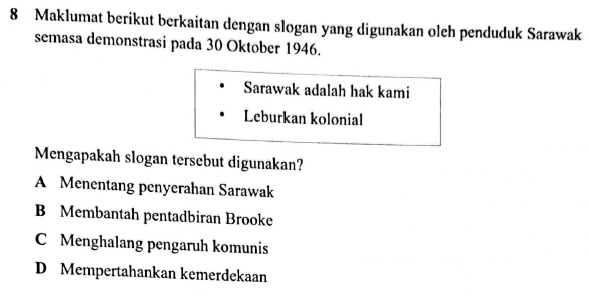 8 Maklumat berikut berkaitan dengan slogan yang digunakan oleh penduduk Sarawak
semasa demonstrasi pada 30 Oktober 1946.
• Sarawak adalah hak kami
• Leburkan kolonial
Mengapakah slogan tersebut digunakan?
A Menentang penyerahan Sarawak
B Membantah pentadbiran Brooke
C Menghalang pengaruh komunis
D Mempertahankan kemerdekaan